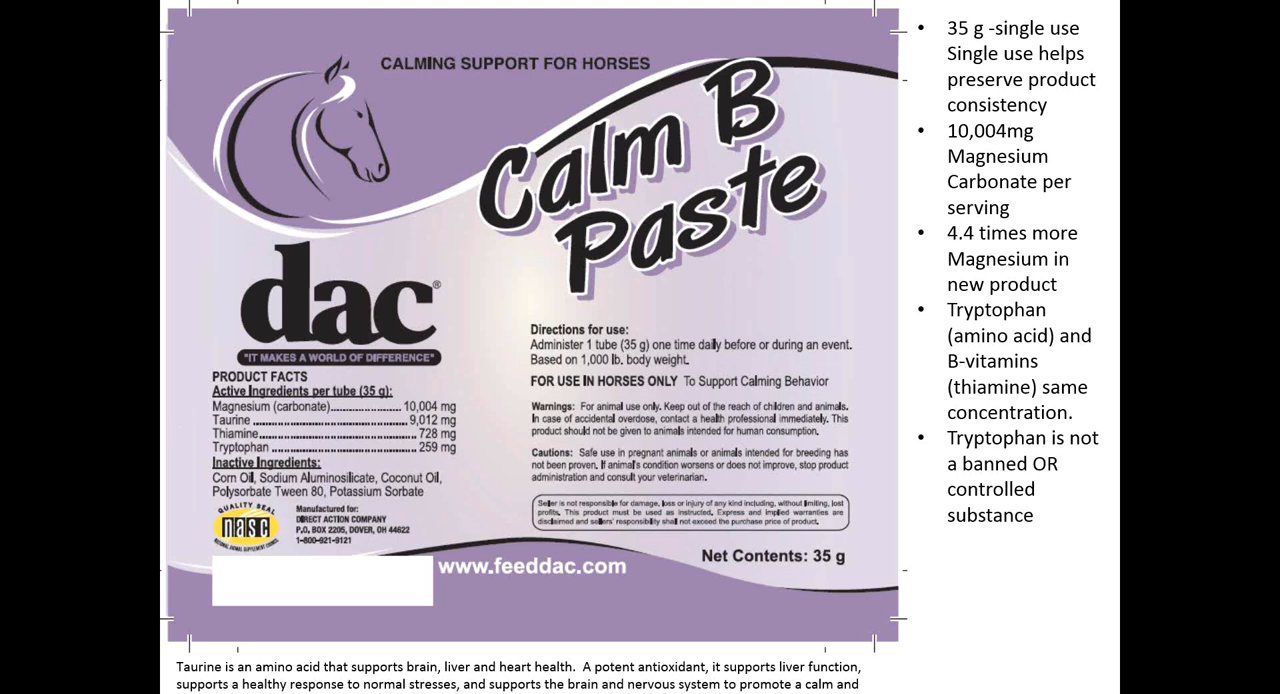 CALMING SUPPORT FOR HORSES
Calm B
Paste
dac®
"IT MAKES A WORLD OF DIFFERENCE"
PRODUCT FACTS
Active Ingredients per tube (35 g):
Magnesium (carbonate)........................ 10,004 mg
Taurine .................................................... 9,012 mg
Thiamine..................................................... 728 mg
Tryptophan ................................................ 259 mg
Inactive Ingredients:
Corn Oil, Sodium Aluminosilicate, Coconut Oil,
Polysorbate Tween 80, Potassium Sorbate
QUALITY SEAL
nasc
NATIONAL ANIMAL SUPPLEMENT COUNCIL
Manufactured for:
DIRECT ACTION COMPANY
P.O. BOX 2205, DOVER, OH 44622
1-800-921-9121
Directions for use:
Administer 1 tube (35 g) one time daily before or during an event.
Based on 1,000 lb. body weight.
FOR USE IN HORSES ONLY To Support Calming Behavior
Warnings: For animal use only. Keep out of the reach of children and animals.
In case of accidental overdose, contact a health professional immediately. This
product should not be given to animals intended for human consumption.
Cautions: Safe use in pregnant animals or animals intended for breeding has
not been proven. If animal's condition worsens or does not improve, stop product
administration and consult your veterinarian.
Seller is not responsible for damage, loss or injury of any kind including, without limiting, lost
profits. This product must be used as instructed. Express and implied warranties are
disclaimed and sellers' responsibility shall not exceed the purchase price of product.
Net Contents: 35 g
www.feeddac.com
• 35 g -single use
Single use helps
preserve product
consistency
• 10,004mg
Magnesium
Carbonate per
serving
• 4.4 times more
Magnesium in
new product
• Tryptophan
(amino acid) and
B-vitamins
(thiamine) same
concentration.
• Tryptophan is not
a banned OR
controlled
substance
Taurine is an amino acid that supports brain, liver and heart health. A potent antioxidant, it supports liver function,
supports a healthy response to normal stresses, and supports the brain and nervous system to promote a calm and